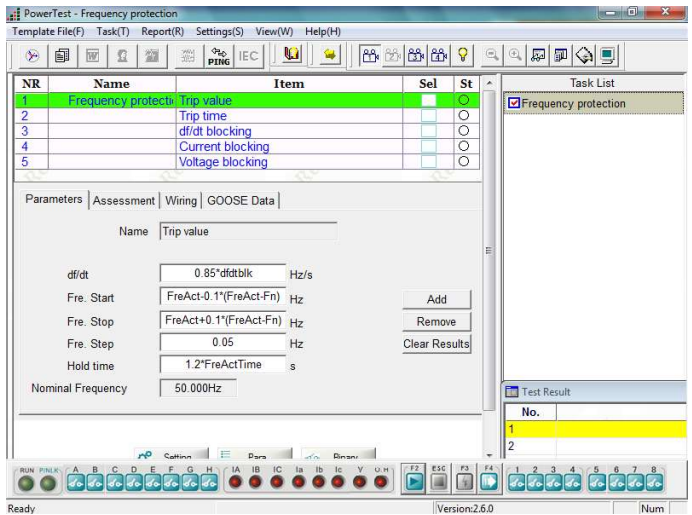 PowerTest - Frequency protection
Template File(F) Task(T) Report(R) Settings(S) View(W) Help(H)
PING IEC
NR Name Item Sel St
1 Frequency protecti Trip value
2 Trip time
3 df/dt blocking
4 Current blocking
5 Voltage blocking
Task List
Frequency protection
Parameters Assessment Wiring GOOSE Data
Name Trip value
df/dt 0.85*dfdtblk Hz/s
Fre. Start FreAct-0.1*(FreAct-Fn) Hz Add
Fre. Stop FreAct+0.1*(FreAct-Fn) Hz Remove
Fre. Step 0.05 Hz Clear Results
Hold time 1.2*FreActTime s
Nominal Frequency 50.000Hz
Test Result
No.
1
2
Setting Para Binary
RUN A B C D E F G H IA IB IC Ia Ib Ic V O.H F2 ESC F3 F4 1 2 3 4 5 6 7 8
Ready Version:2.6.0 Num